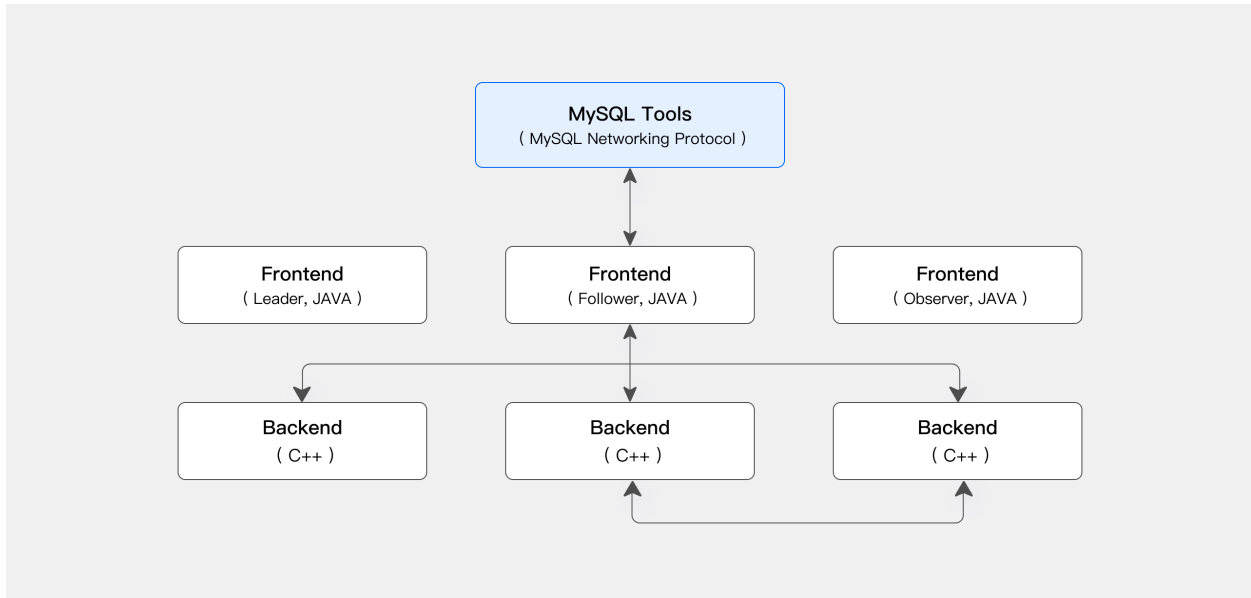 MySQL Tools
( MySQL Networking Protocol )
Frontend
( Leader, JAVA )
Frontend
( Follower, JAVA )
Frontend
( Observer, JAVA )
Backend
( C++ )
Backend
( C++ )
Backend
( C++ )